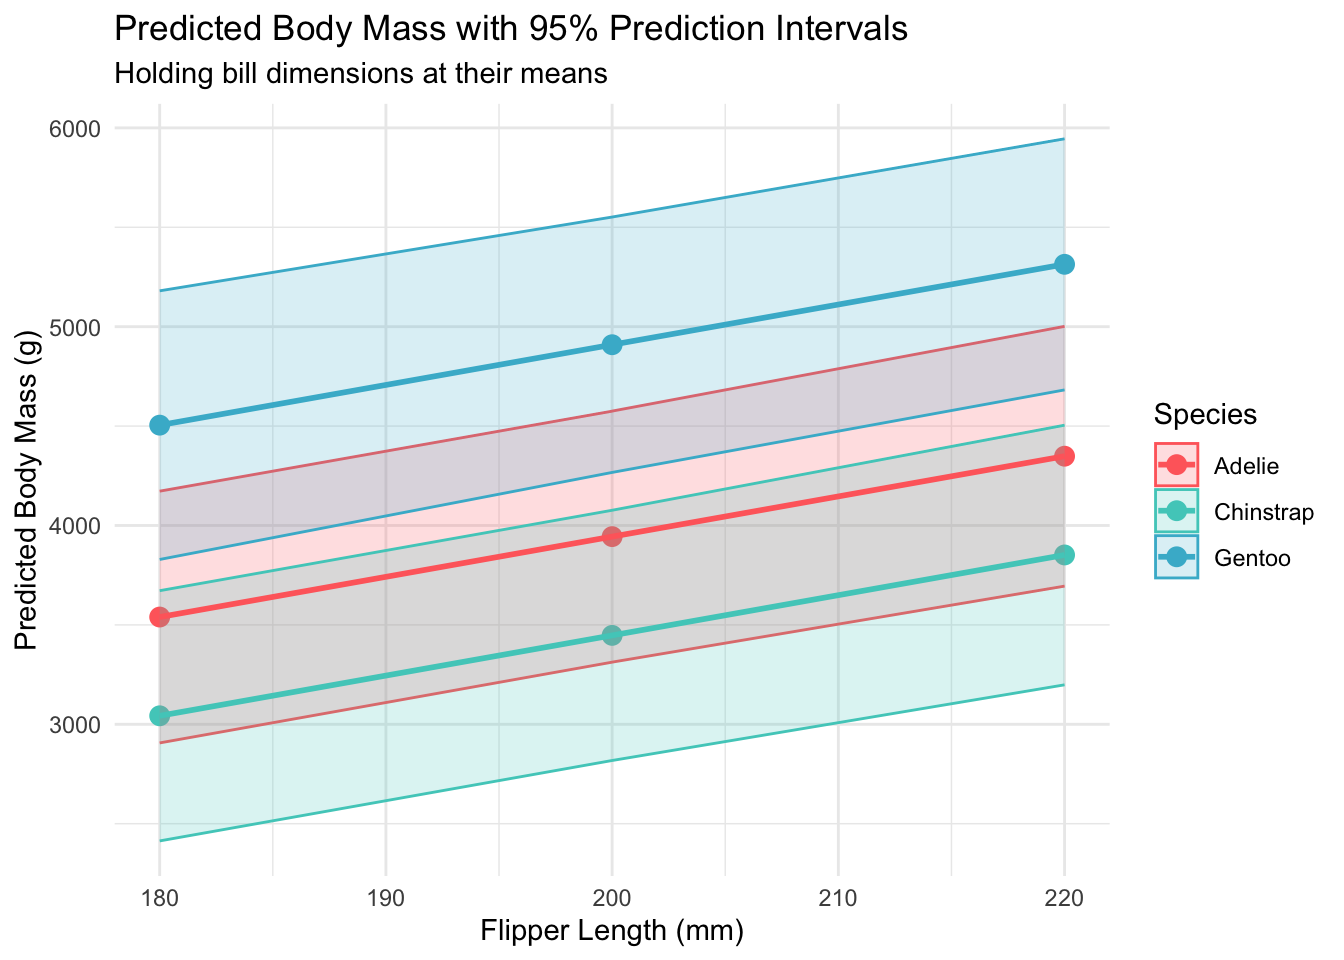 Predicted Body Mass with 95% Prediction Intervals
Holding bill dimensions at their means
Predicted Body Mass (g)
6000
5000
4000
3000
180 190 200 210 220
Flipper Length (mm)
Species
Adelie
Chinstrap
Gentoo